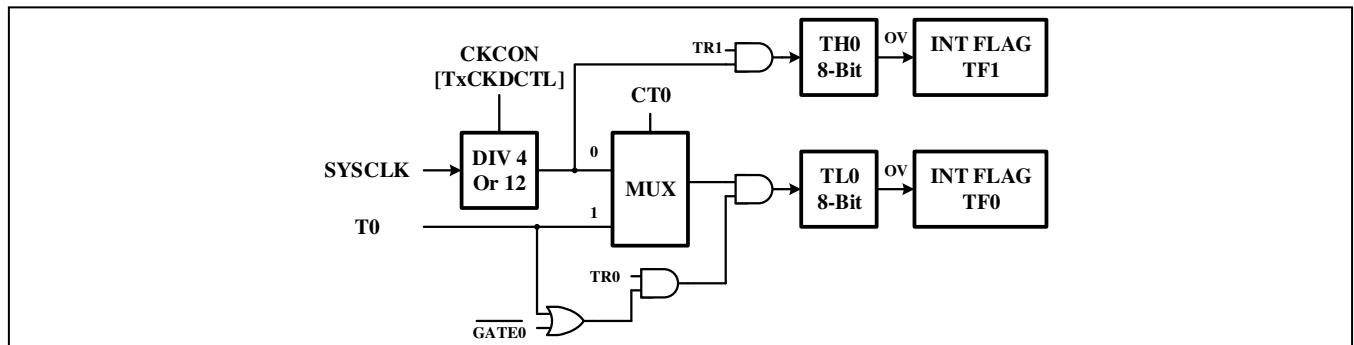 TR1
TH0
8-Bit
OV
INT FLAG
TF1
CKCON
[TxCKDCTL]
CT0
SYSCLK
DIV 4
Or 12
0
MUX
1
T0
TL0
8-Bit
OV
INT FLAG
TF0
TR0
GATE0